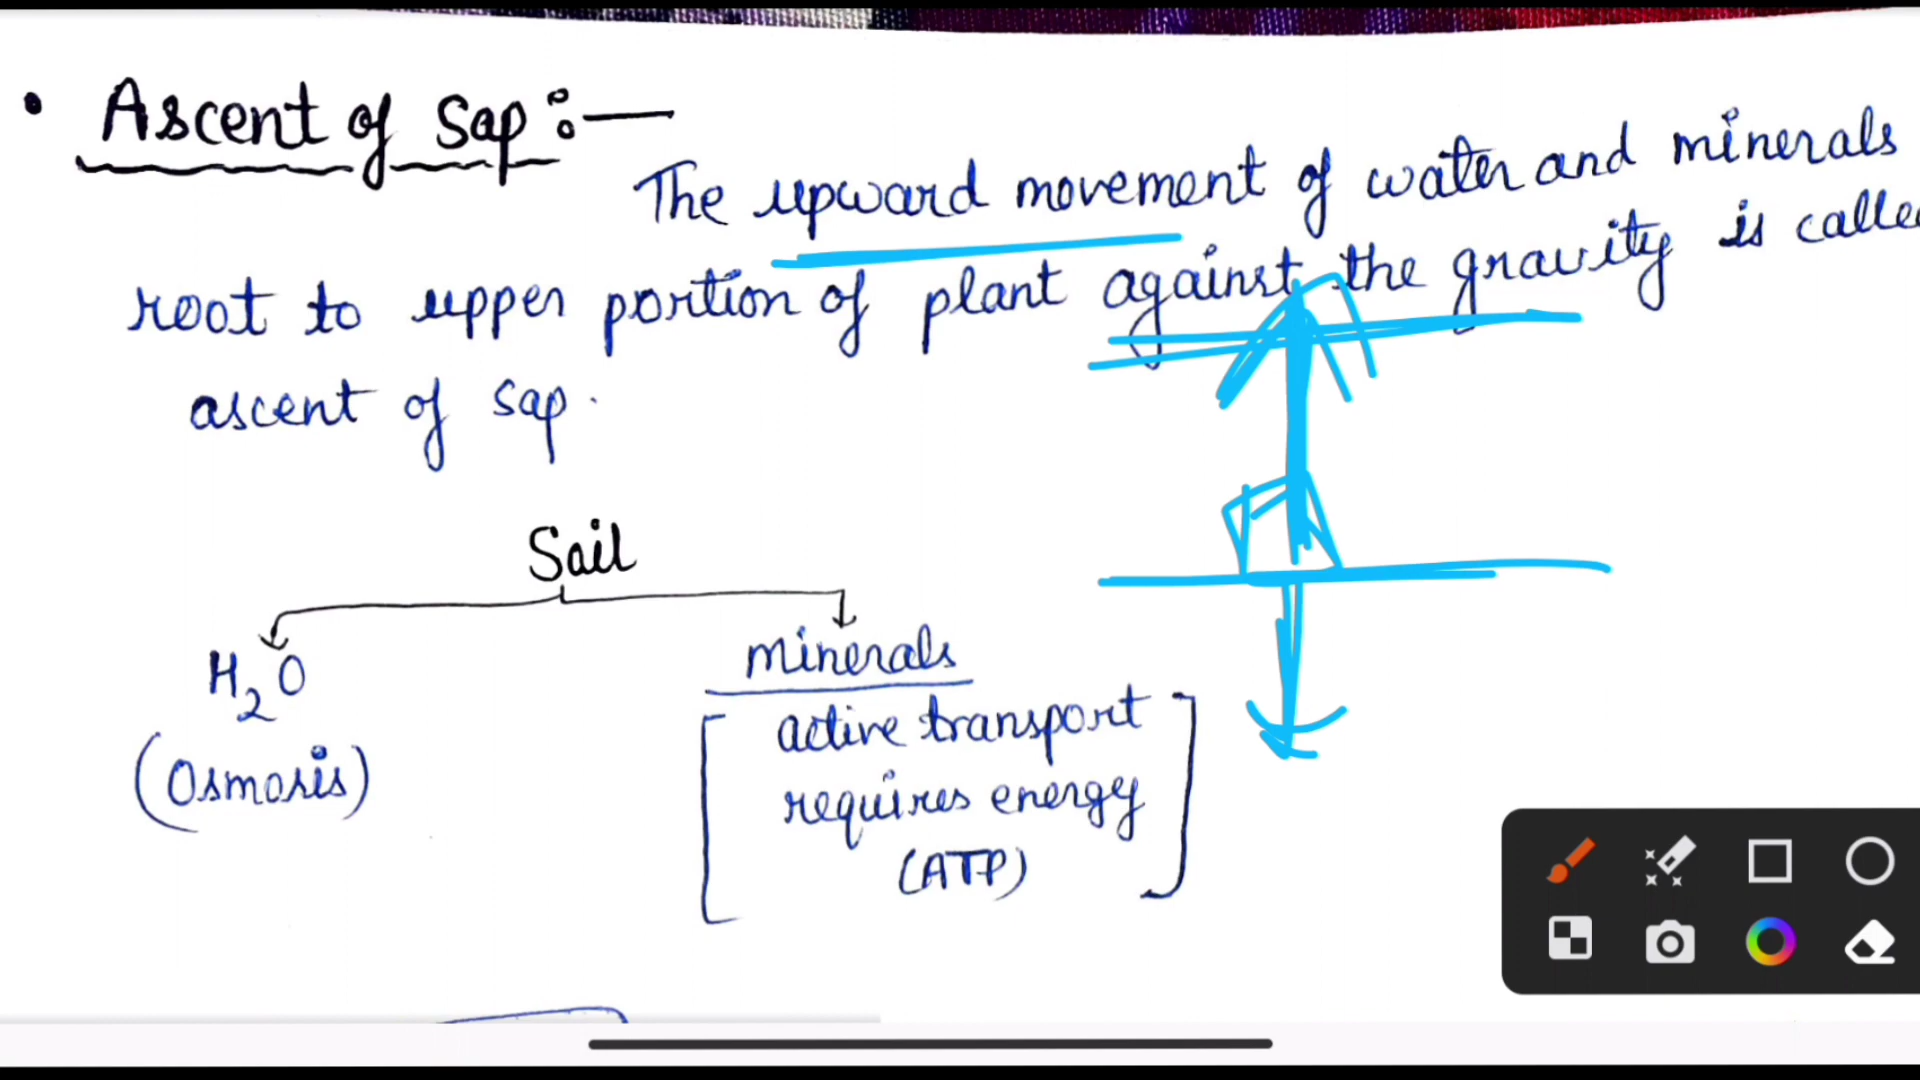 • Ascent of Sap:—
The upward movement of water and minerals
root to upper portion of plant against the gravity is calle
ascent of sap.
Sail
H₂O
minerals
(Osmosis)
active transport
requires energy
(ATP)